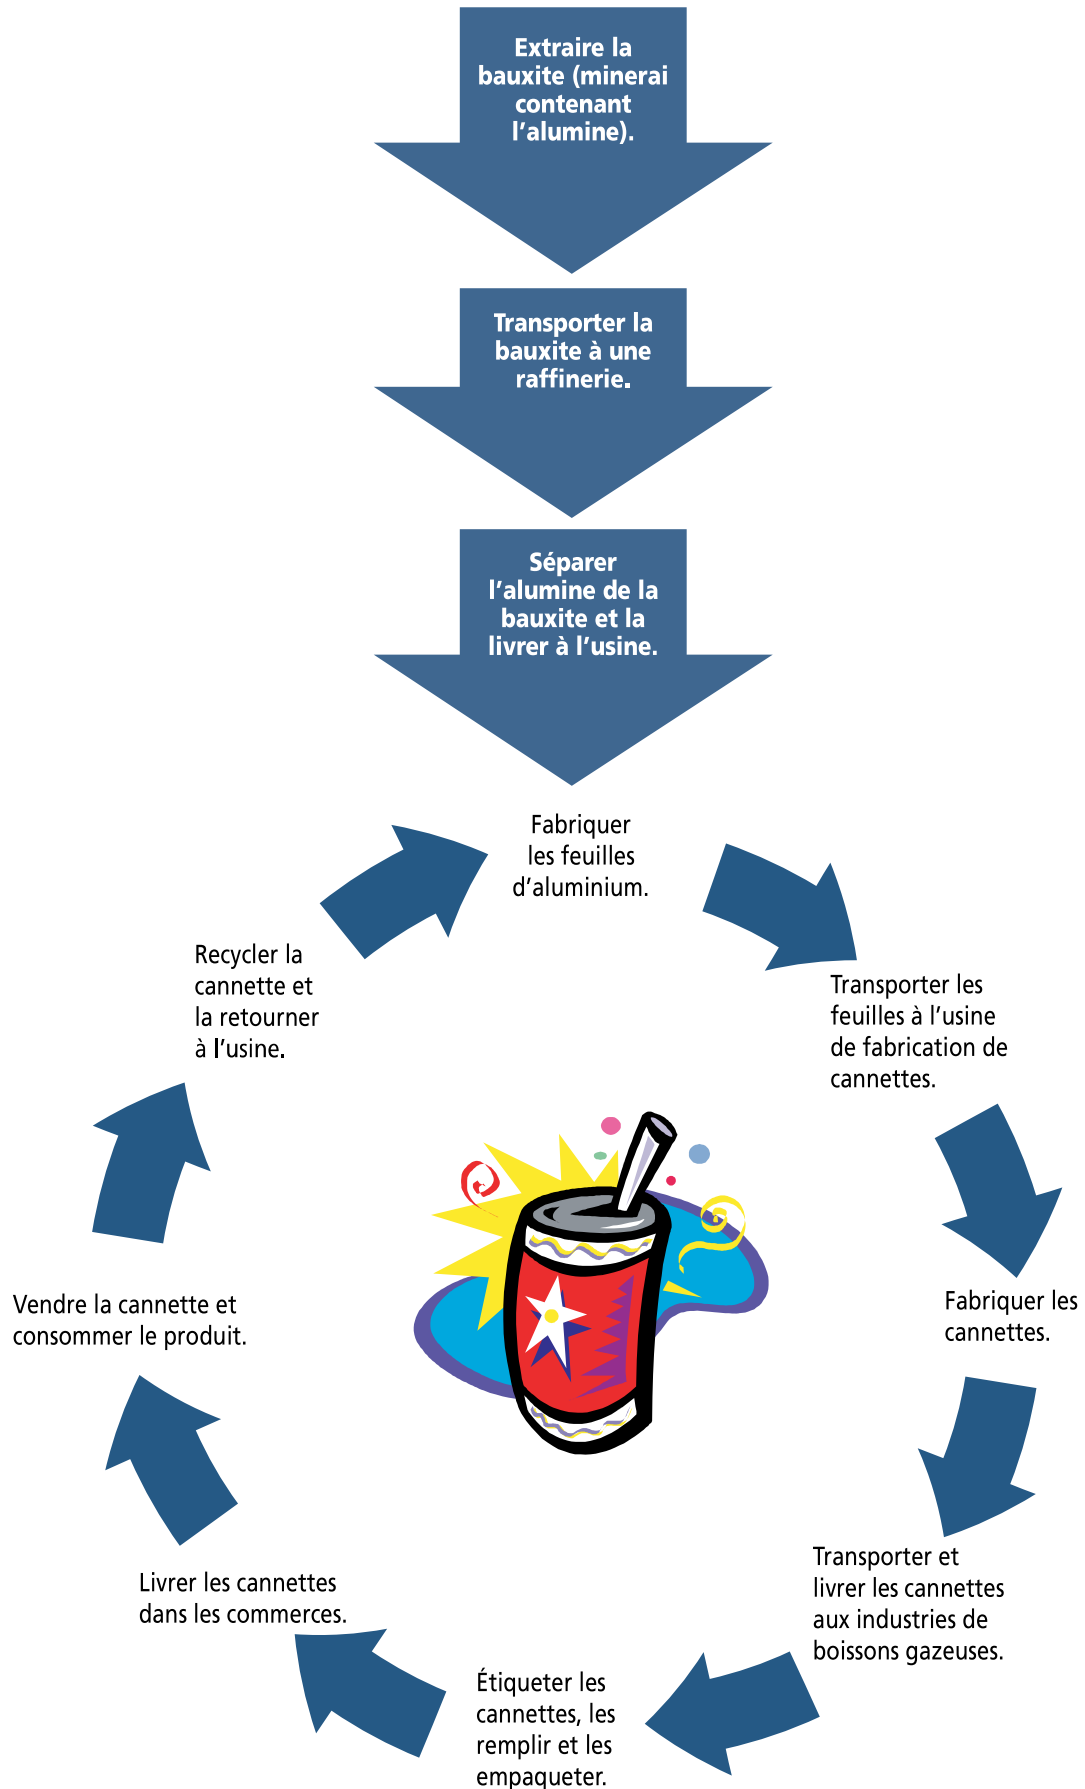 Extraire la
bauxite (minerai
contenant
l'alumine).
Transporter la
bauxite à une
raffinerie.
Séparer
l'alumine de la
bauxite et la
livrer à l'usine.
Fabriquer
les feuilles
d'aluminium.
Transporter les
feuilles à l'usine
de fabrication de
cannettes.
Fabriquer les
cannettes.
Transporter et
livrer les cannettes
aux industries de
boissons gazeuses.
Étiqueter les
cannettes, les
remplir et les
empaqueter.
Livrer les cannettes
dans les commerces.
Vendre la cannette et
consommer le produit.
Recycler la
cannette et
la retourner
à l'usine.